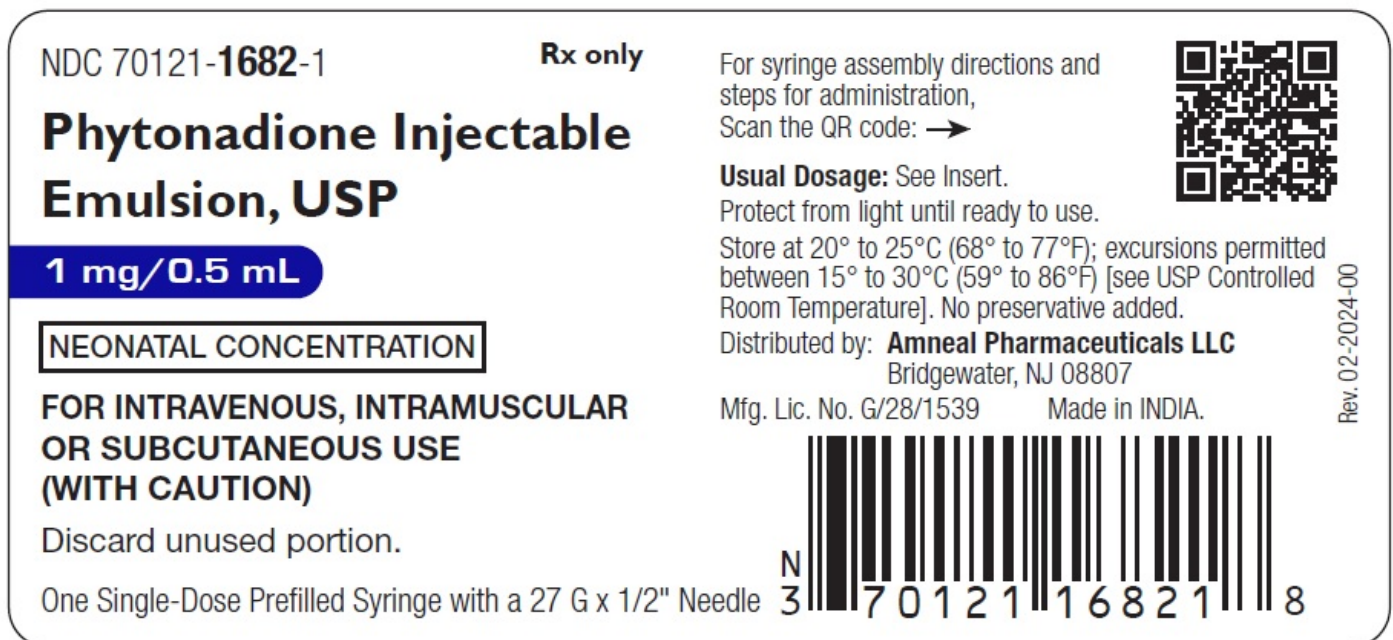 NDC 70121-1682-1
Rx only
Phytonadione Injectable
Emulsion, USP
1 mg/0.5 mL
NEONATAL CONCENTRATION
FOR INTRAVENOUS, INTRAMUSCULAR
OR SUBCUTANEOUS USE
(WITH CAUTION)
Discard unused portion.
One Single-Dose Prefilled Syringe with a 27 G x 1/2" Needle
For syringe assembly directions and
steps for administration,
Scan the QR code:
Usual Dosage: See Insert.
Protect from light until ready to use.
Store at 20° to 25°C (68° to 77°F); excursions permitted
between 15° to 30°C (59° to 86°F) [see USP Controlled
Room Temperature]. No preservative added.
Distributed by: Amneal Pharmaceuticals LLC
Bridgewater, NJ 08807
Mfg. Lic. No. G/28/1539 Made in INDIA.
Rev. 02-2024-00
N
3 70121 16821 8